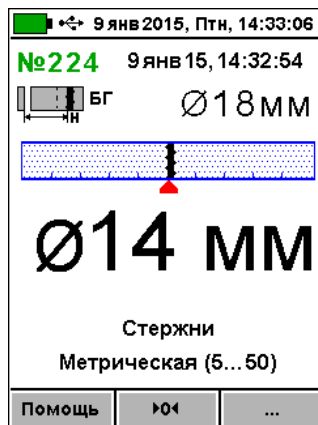 9 янв 2015, Птн, 14:33:06
№224 9 янв 15, 14:32:54
БГ Ø18мм
H
Ø14 мм
Стержни
Метрическая (5...50)
Помощь ▸0◂ ...